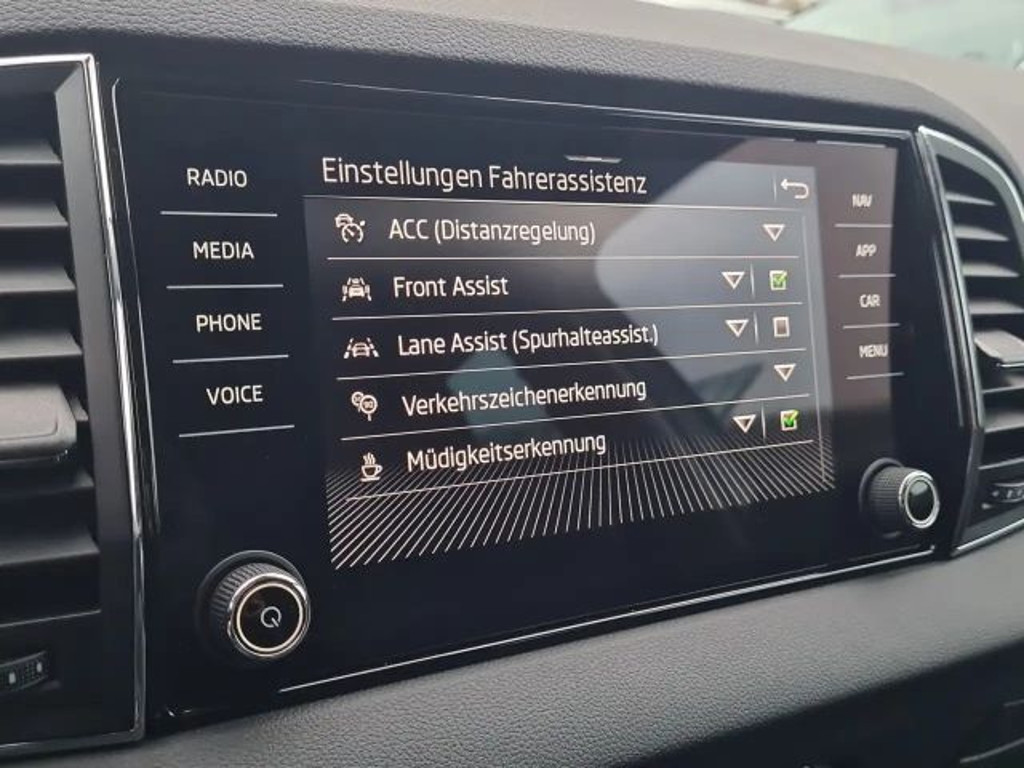 Einstellungen Fahrerassistenz
RADIO
MEDIA
PHONE
VOICE
ACC (Distanzregelung)
Front Assist
Lane Assist (Spurhalteassist.)
Verkehrszeichenerkennung
Müdigkeitserkennung
NAV
APP
CAR
MENU